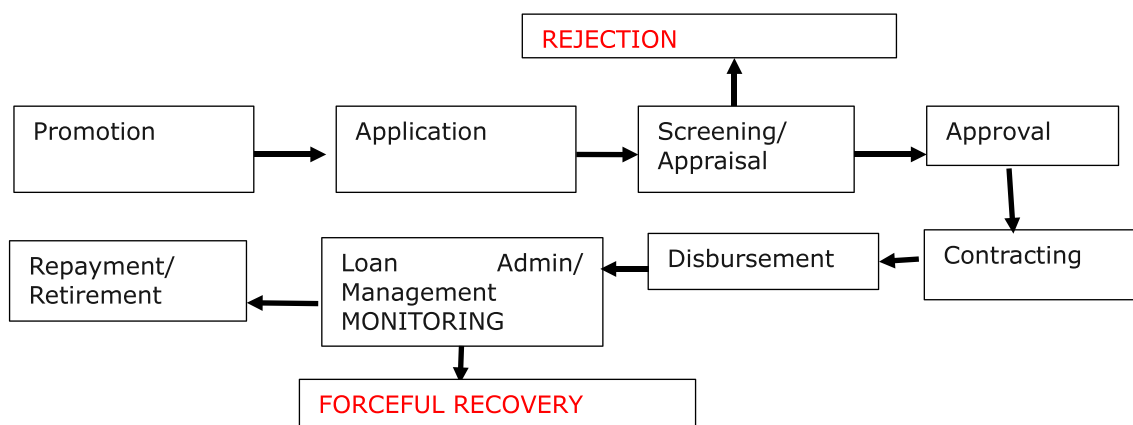 REJECTION
Promotion
Application
Screening/
Appraisal
Approval
Repayment/
Retirement
Loan Admin/
Management
MONITORING
Disbursement
Contracting
FORCEFUL RECOVERY